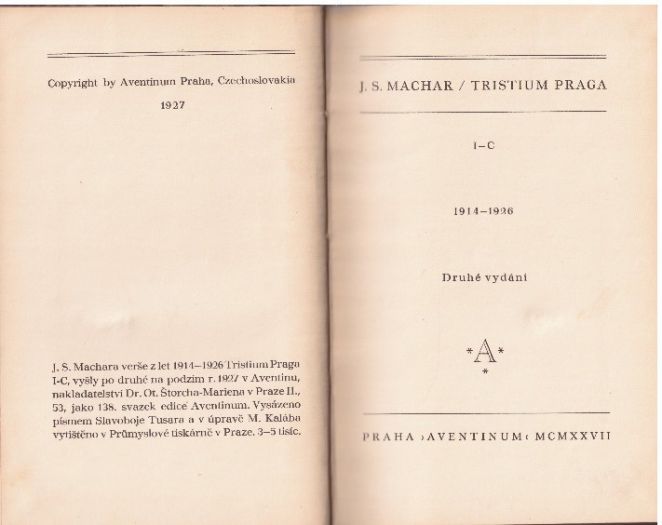 Copyright by Aventinum Praha, Czechoslovakia
1927
J. S. Machara verše z let 1914–1926 Tristium Praga
I-C, vyšly po druhé na podzim r. 1927 v Aventinu,
nakladatelství Dr. Ot. Štorcha-Mariena v Praze II.,
53, jako 138. svazek edice Aventinum. Vysázeno
písmem Slavoboje Tusara a v úpravě M. Kalába
vytištěno v Průmyslové tiskárně v Praze. 3–5 tisíc.
J. S. MACHAR / TRISTIUM PRAGA
I–C
1914–1926
Druhé vydání
*A*
*
PRAHA ›AVENTINUM‹ MCMXXVII